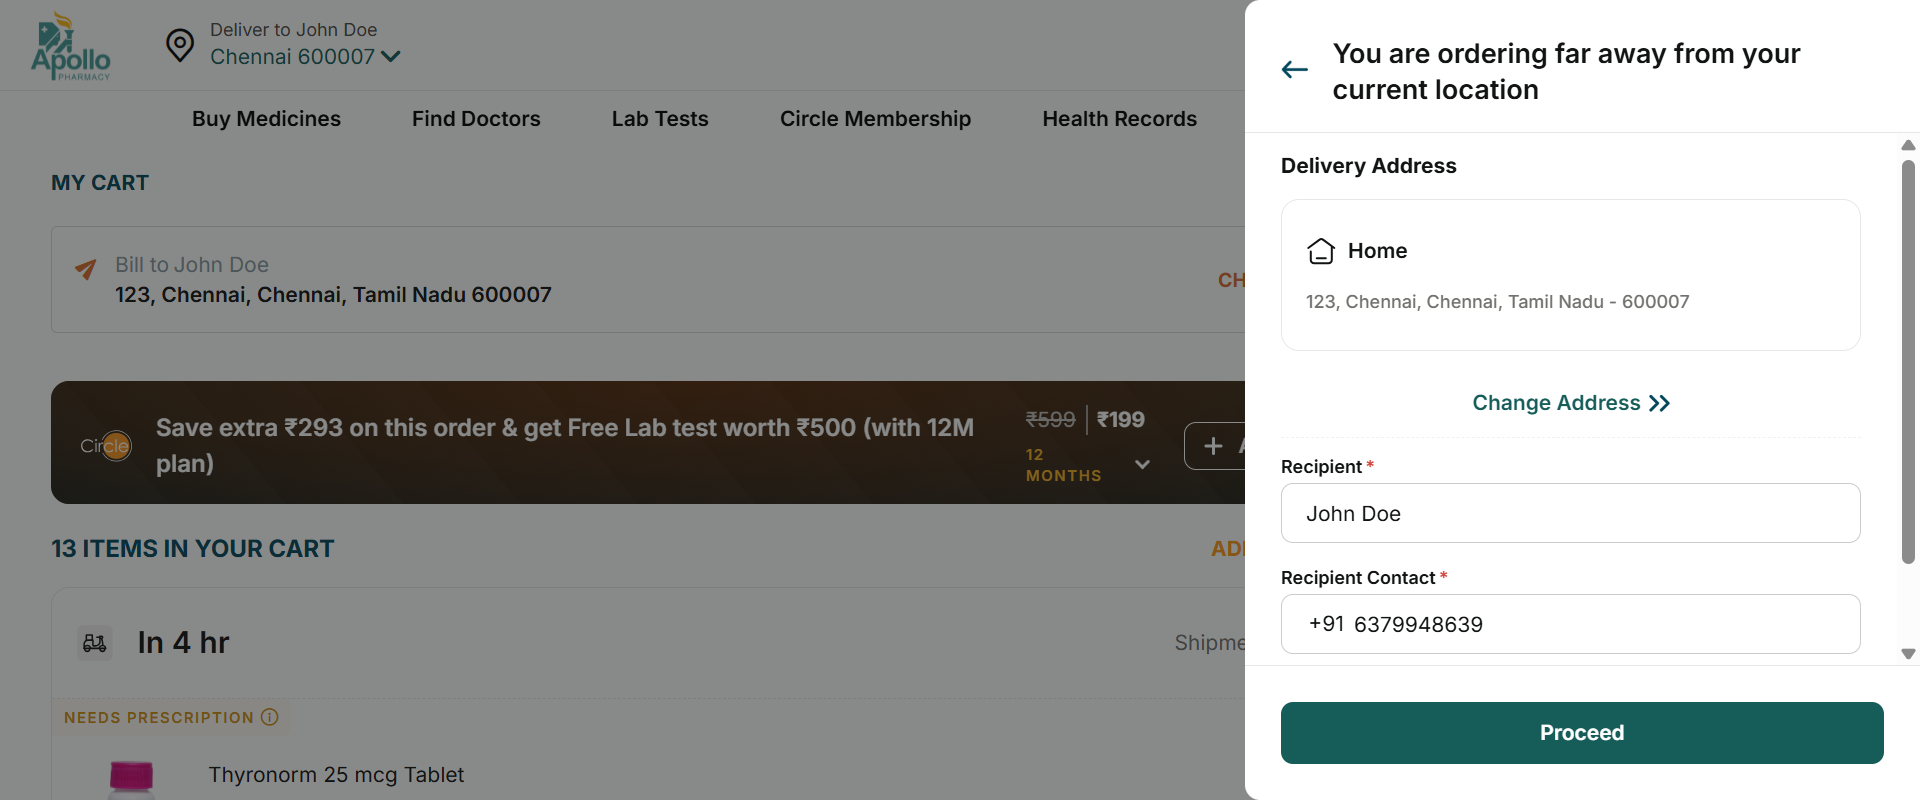 Apollo
PHARMACY
Deliver to John Doe
Chennai 600007
Buy Medicines
Find Doctors
Lab Tests
Circle Membership
Health Records
MY CART
Bill to John Doe
123, Chennai, Chennai, Tamil Nadu 600007
CH
Circle
Save extra ₹293 on this order & get Free Lab test worth ₹500 (with 12M
plan)
₹599
₹199
12
MONTHS
+ A
13 ITEMS IN YOUR CART
ADD
In 4 hr
Shipme
NEEDS PRESCRIPTION
Thyronorm 25 mcg Tablet
You are ordering far away from your
current location
Delivery Address
Home
123, Chennai, Chennai, Tamil Nadu - 600007
Change Address
Recipient *
John Doe
Recipient Contact *
+91 6379948639
Proceed